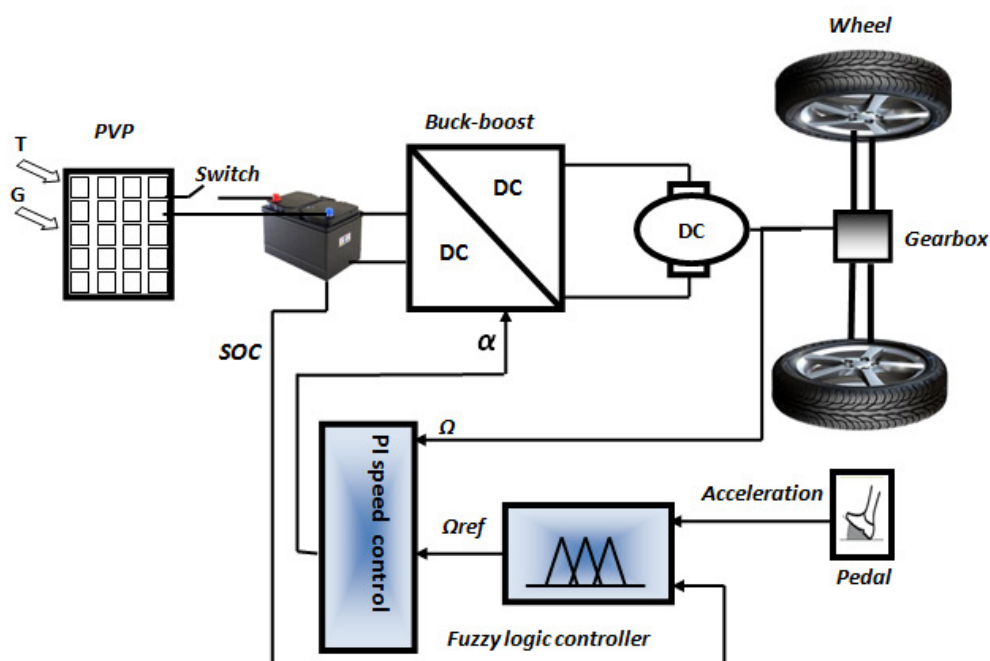 Wheel
PVP
Buck-boost
T
Switch
DC
G
DC
DC
Gearbox
SOC
α
Ω
PI speed control
Acceleration
Ωref
Pedal
Fuzzy logic controller